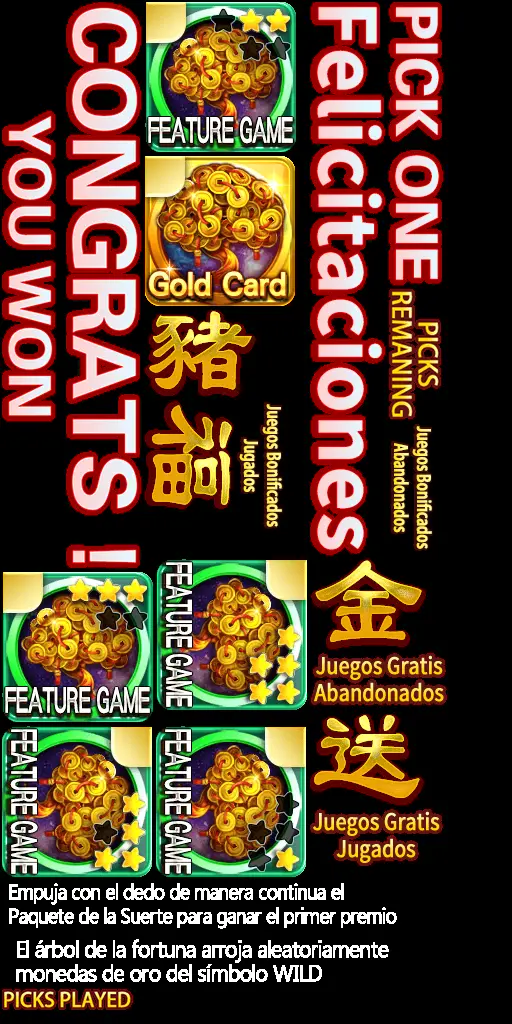 CONGRATS !
YOU WON
FEATURE GAME
Gold Card
豬
福
Juegos Bonificados
Jugados
Felicitaciones
PICK ONE
PICKS
REMANING
Juegos Bonificados
Abandonados
FEATURE GAME
FEATURE GAME
FEATURE GAME
FEATURE GAME
金
Juegos Gratis
Abandonados
送
Juegos Gratis
Jugados
Empuja con el dedo de manera continua el
Paquete de la Suerte para ganar el primer premio
El árbol de la fortuna arroja aleatoriamente
monedas de oro del símbolo WILD
PICKS PLAYED